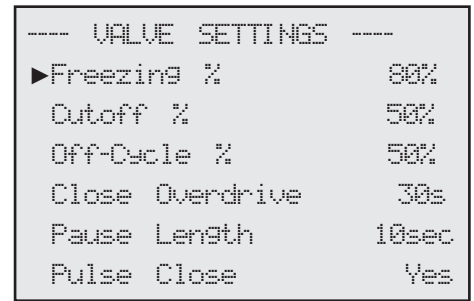 ---- VALVE SETTINGS ----
►Freezing % 80%
Cutoff % 50%
Off-Cycle % 50%
Close Overdrive 30s
Pause Length 10sec
Pulse Close Yes